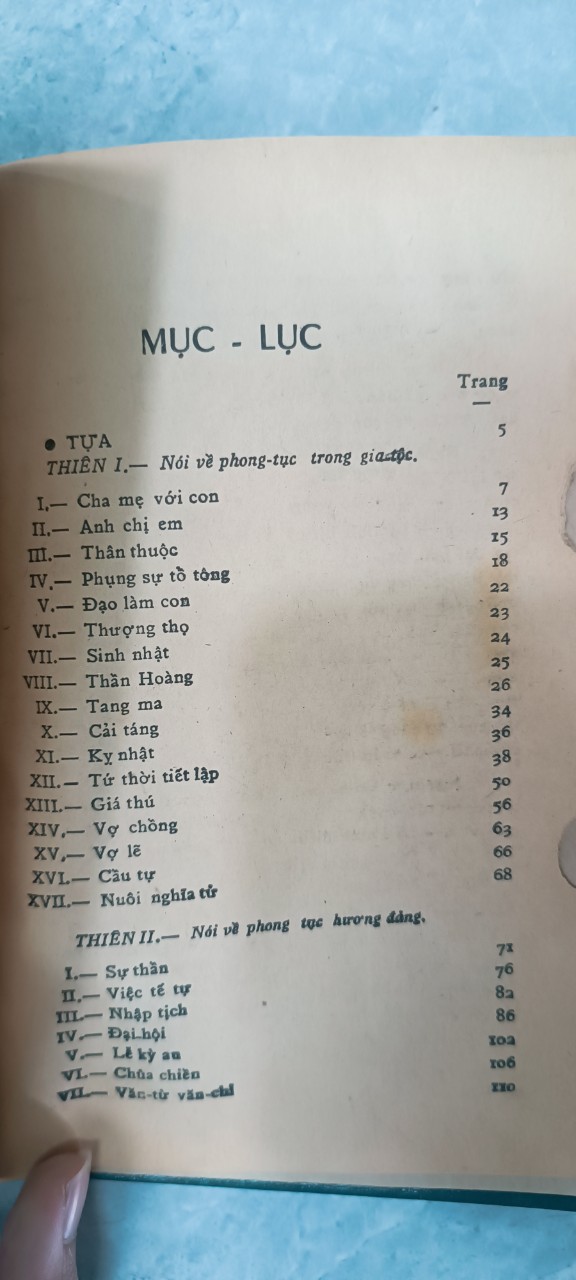 MỤC - LỤC
Trang
● TỰA 5
THIÊN I.— Nói về phong-tục trong gia-tộc.
I.— Cha mẹ với con 7
II.— Anh chị em 13
III.— Thân thuộc 15
IV.— Phụng sự tổ tông 18
V.— Đạo làm con 22
VI.— Thượng thọ 23
VII.— Sinh nhật 24
VIII.— Thần Hoàng 25
IX.— Tang ma 26
X.— Cải táng 34
XI.— Kỵ nhật 36
XII.— Tứ thời tiết lập 38
XIII.— Giá thú 50
XIV.— Vợ chồng 56
XV.— Vợ lẽ 63
XVI.— Cầu tự 66
XVII.— Nuôi nghĩa tử 68
THIÊN II.— Nói về phong tục hương đảng.
I.— Sự thần 71
II.— Việc tế tự 76
III.— Nhập tịch 82
IV.— Đại-hội 86
V.— Lễ kỳ an 102
VI.— Chùa chiền 106
VII.— Văn-từ văn-chỉ 110